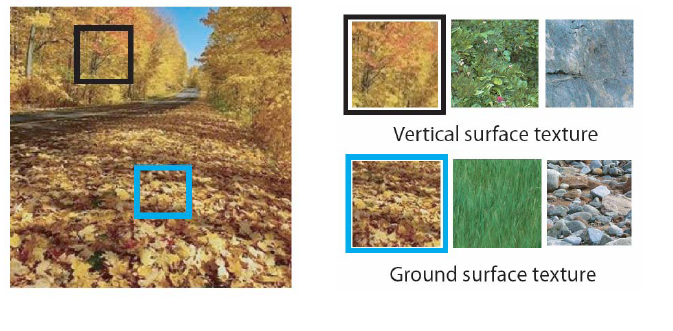 Vertical surface texture
Ground surface texture